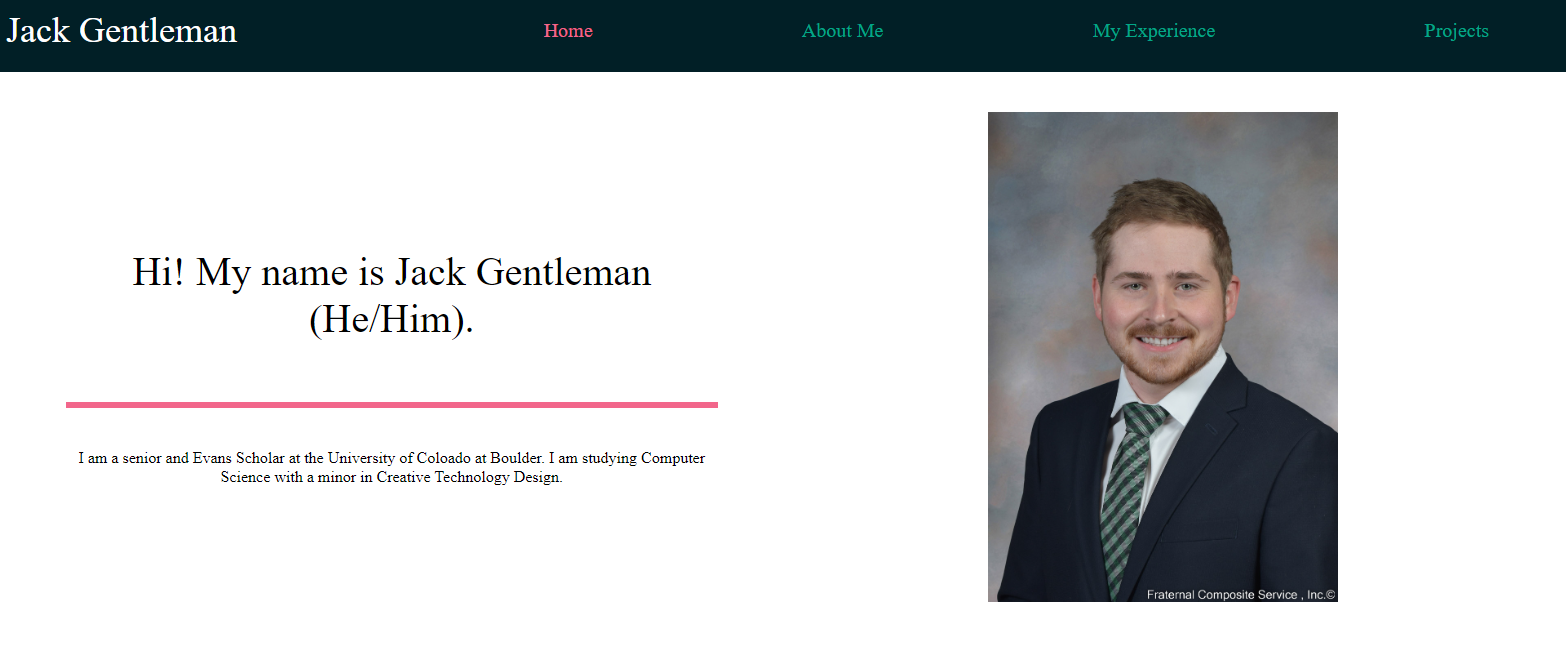 Jack Gentleman
Home
About Me
My Experience
Projects
Hi! My name is Jack Gentleman
(He/Him).
I am a senior and Evans Scholar at the University of Coloado at Boulder. I am studying Computer
Science with a minor in Creative Technology Design.
Fraternal Composite Service , Inc.©